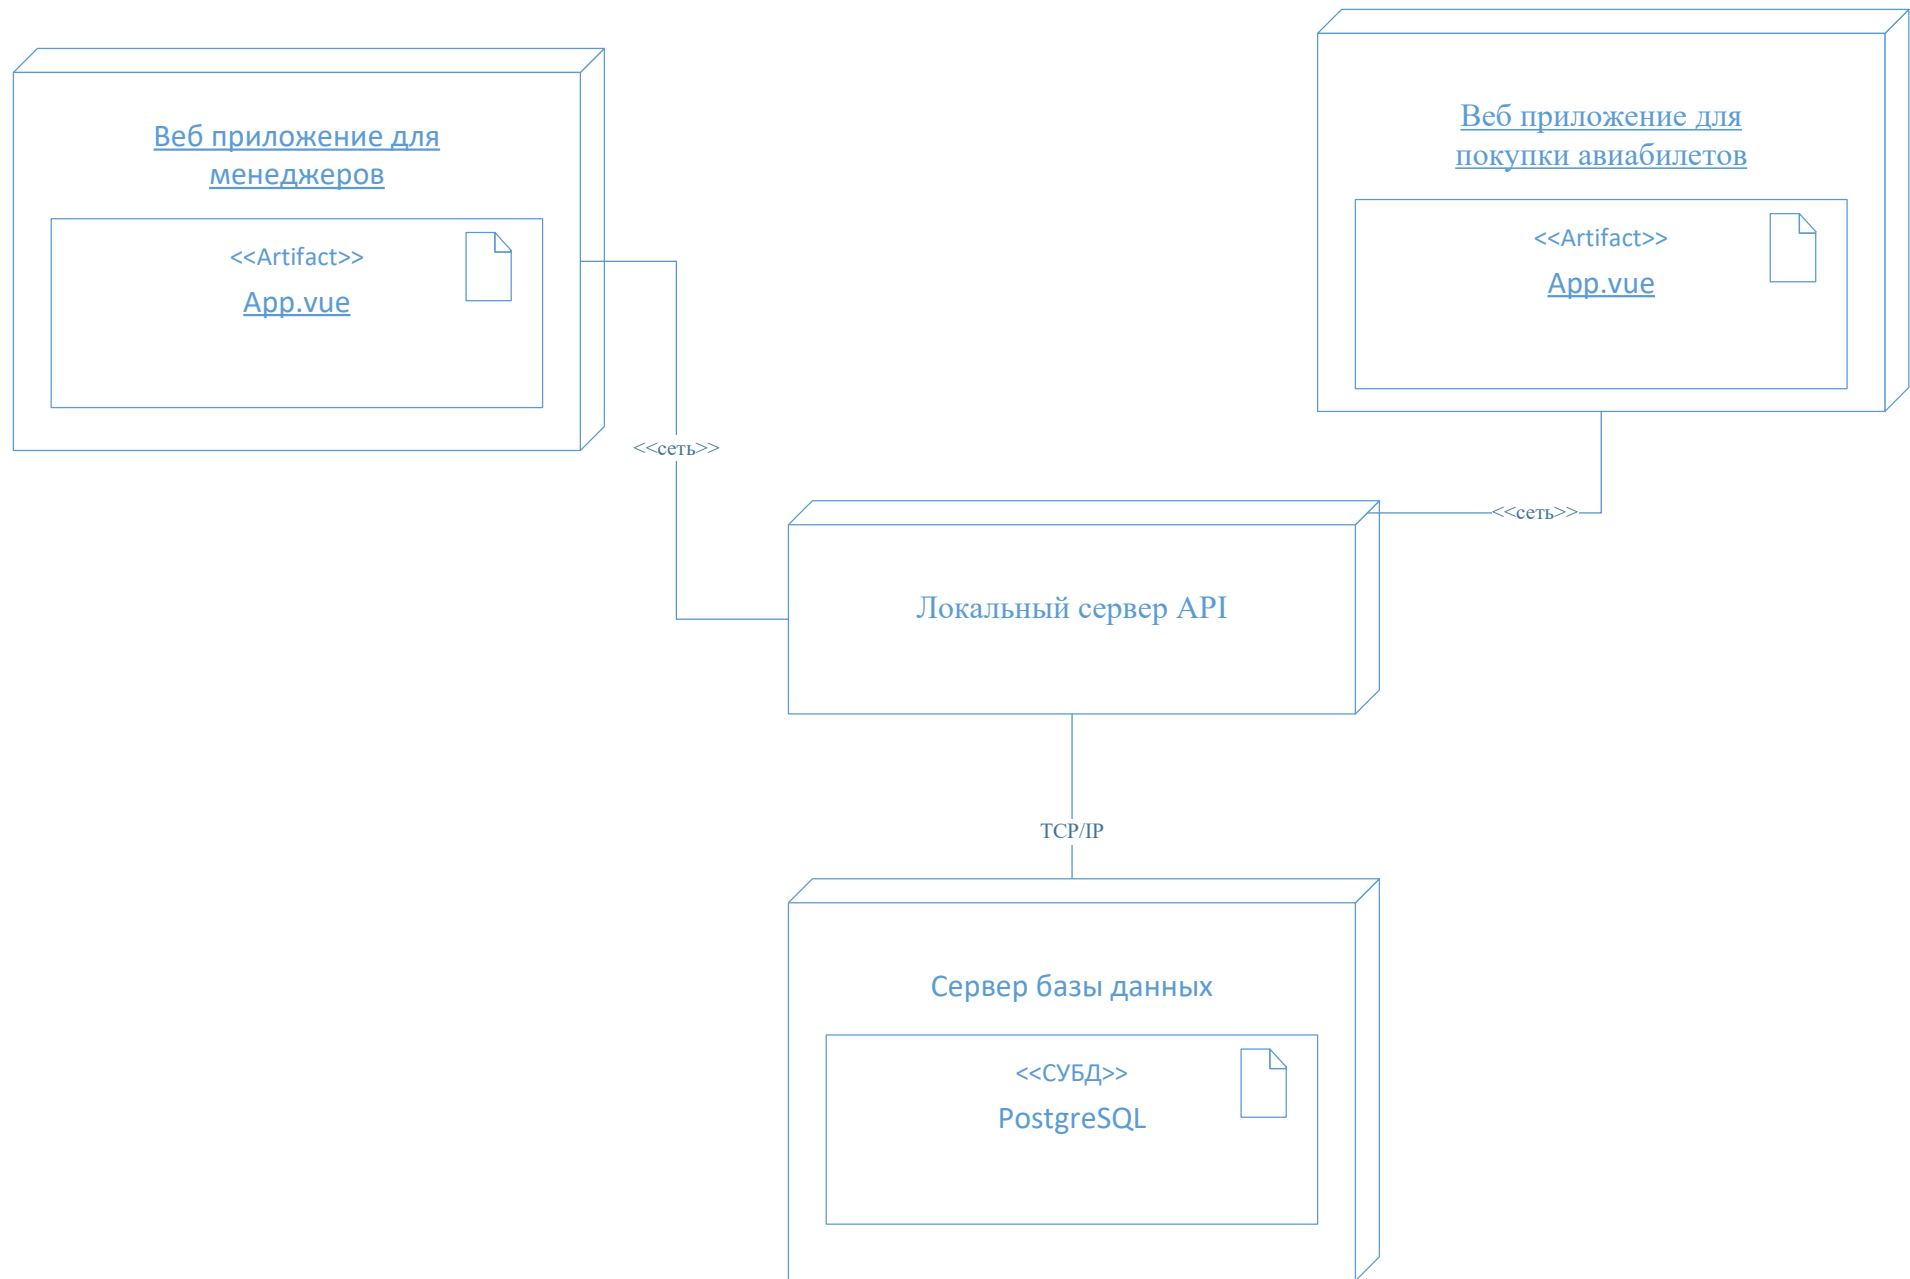 Веб приложение для
менеджеров
<<Artifact>>
App.vue
Веб приложение для
покупки авиабилетов
<<Artifact>>
App.vue
<<сеть>>
<<сеть>>
Локальный сервер API
TCP/IP
Сервер базы данных
<<СУБД>>
PostgreSQL